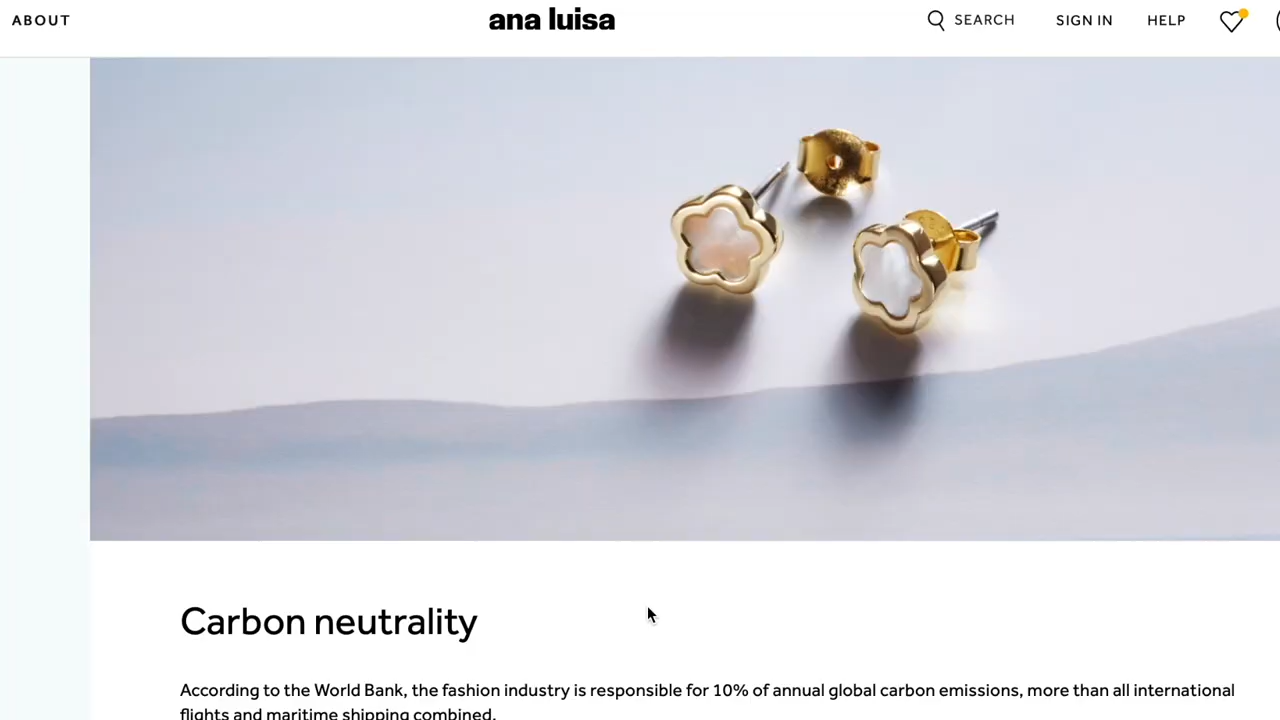 ABOUT
ana luisa
SEARCH
SIGN IN
HELP
Carbon neutrality
According to the World Bank, the fashion industry is responsible for 10% of annual global carbon emissions, more than all international
flights and maritime shipping combined.